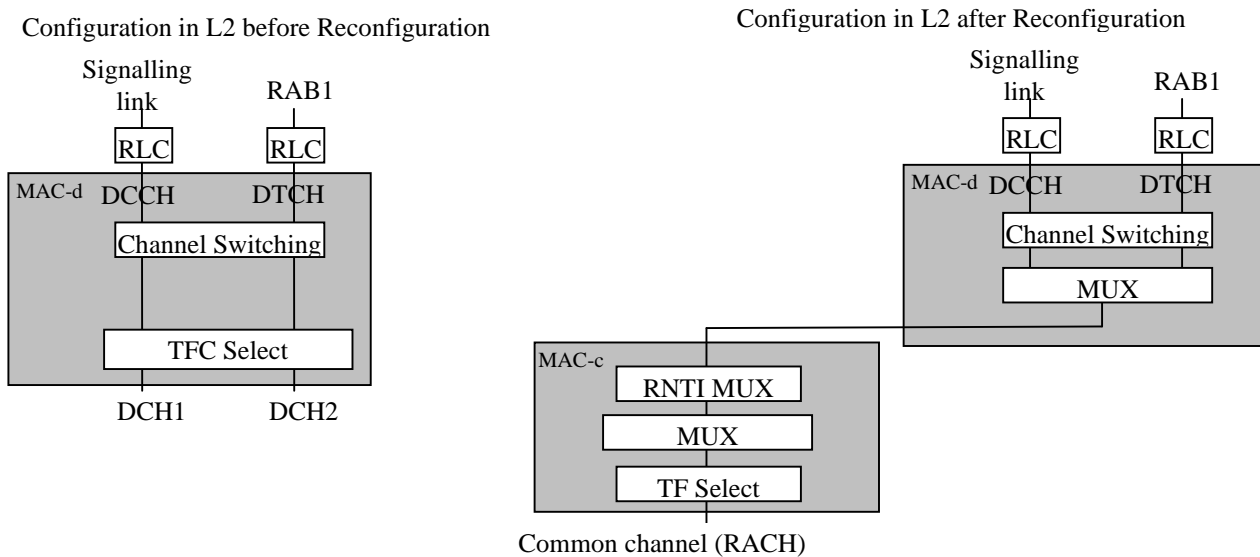 Configuration in L2 before Reconfiguration
Signalling
link
RAB1
RLC
RLC
MAC-d
DCCH
DTCH
Channel Switching
TFC Select
DCH1
DCH2
Configuration in L2 after Reconfiguration
Signalling
link
RAB1
RLC
RLC
MAC-d
DCCH
DTCH
Channel Switching
MUX
MAC-c
RNTI MUX
MUX
TF Select
Common channel (RACH)